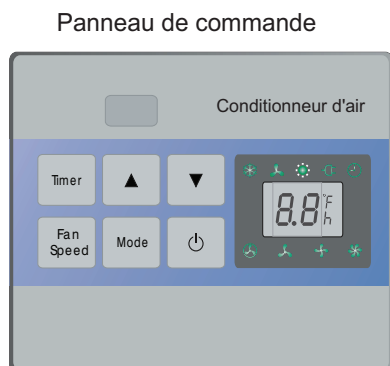 Panneau de commande
Conditionneur d'air
Timer
▲
▼
Fan
Speed
Mode
8.8 °F
h